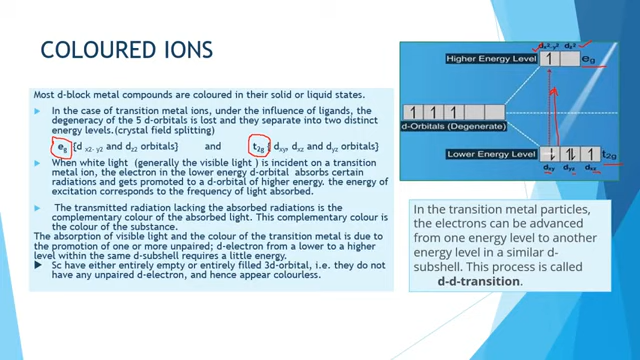 COLOURED IONS
Most d-block metal compounds are coloured in their solid or liquid states.
In the case of transition metal ions, under the influence of ligands, the
degeneracy of the 5 d-orbitals is lost and they separate into two distinct
energy levels.(crystal field splitting)
eg {d x2- y2 and dz2 orbitals} and t2g{ dxy, dxz and dyz orbitals}
When white light (generally the visible light ) is incident on a transition
metal ion, the electron in the lower energy d-orbital absorbs certain
radiations and gets promoted to a d-orbital of higher energy. the energy of
excitation corresponds to the frequency of light absorbed.
The transmitted radiation lacking the absorbed radiations is the
complementary colour of the absorbed light. This complementary colour is
the colour of the substance.
The absorption of visible light and the colour of the transition metal is due to
the promotion of one or more unpaired; d-electron from a lower to a higher
level within the same d-subshell requires a little energy.
Sc have either entirely empty or entirely filled 3d-orbital, i.e. they do not
have any unpaired d-electron, and hence appear colourless.
dx²-y² dz²
Higher Energy Level 1 eg
1 1 1
d-Orbitals (Degenerate)
Lower Energy Level 1 t2g
dxy dyz dxz
In the transition metal particles,
the electrons can be advanced
from one energy level to another
energy level in a similar d-
subshell. This process is called
d-d-transition.